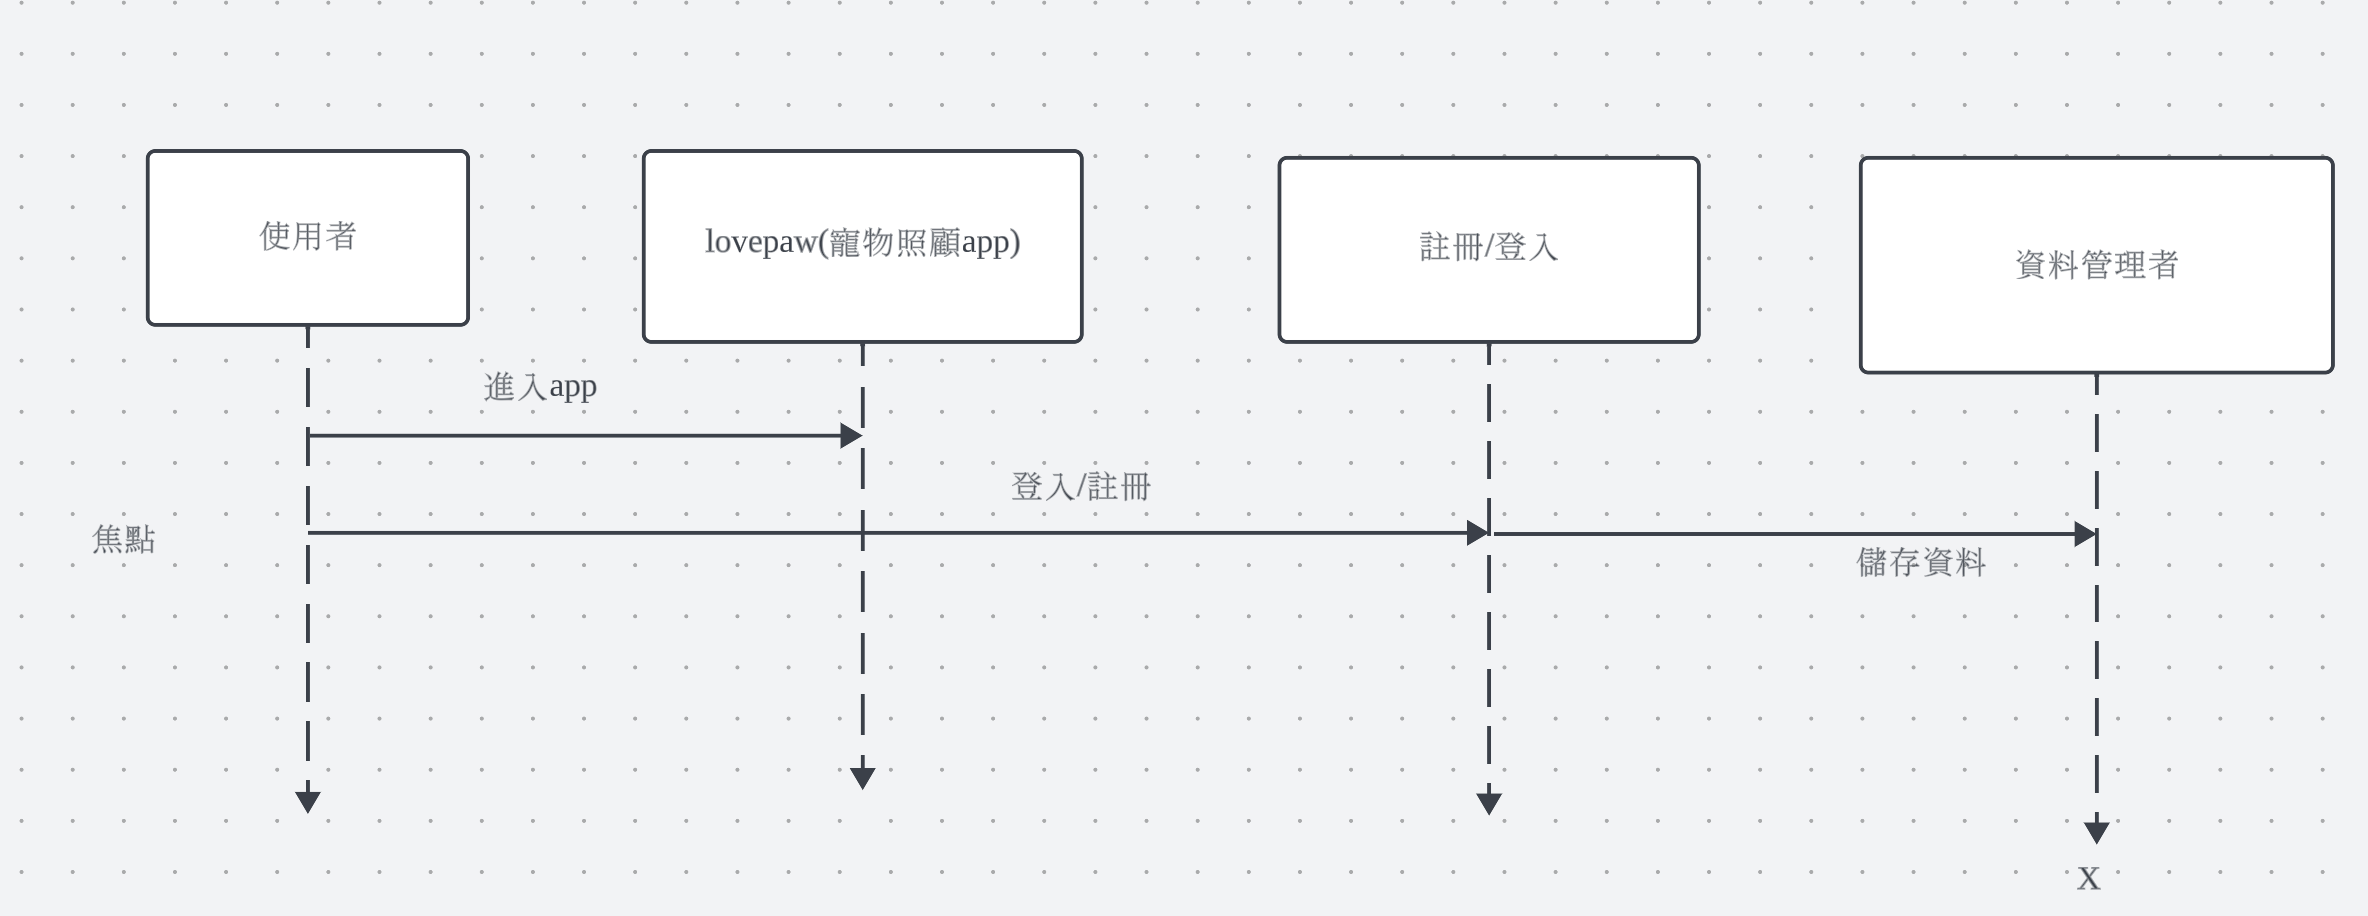 使用者
lovepaw(寵物照顧app)
註冊/登入
資料管理者
進入app
登入/註冊
焦點
儲存資料
X